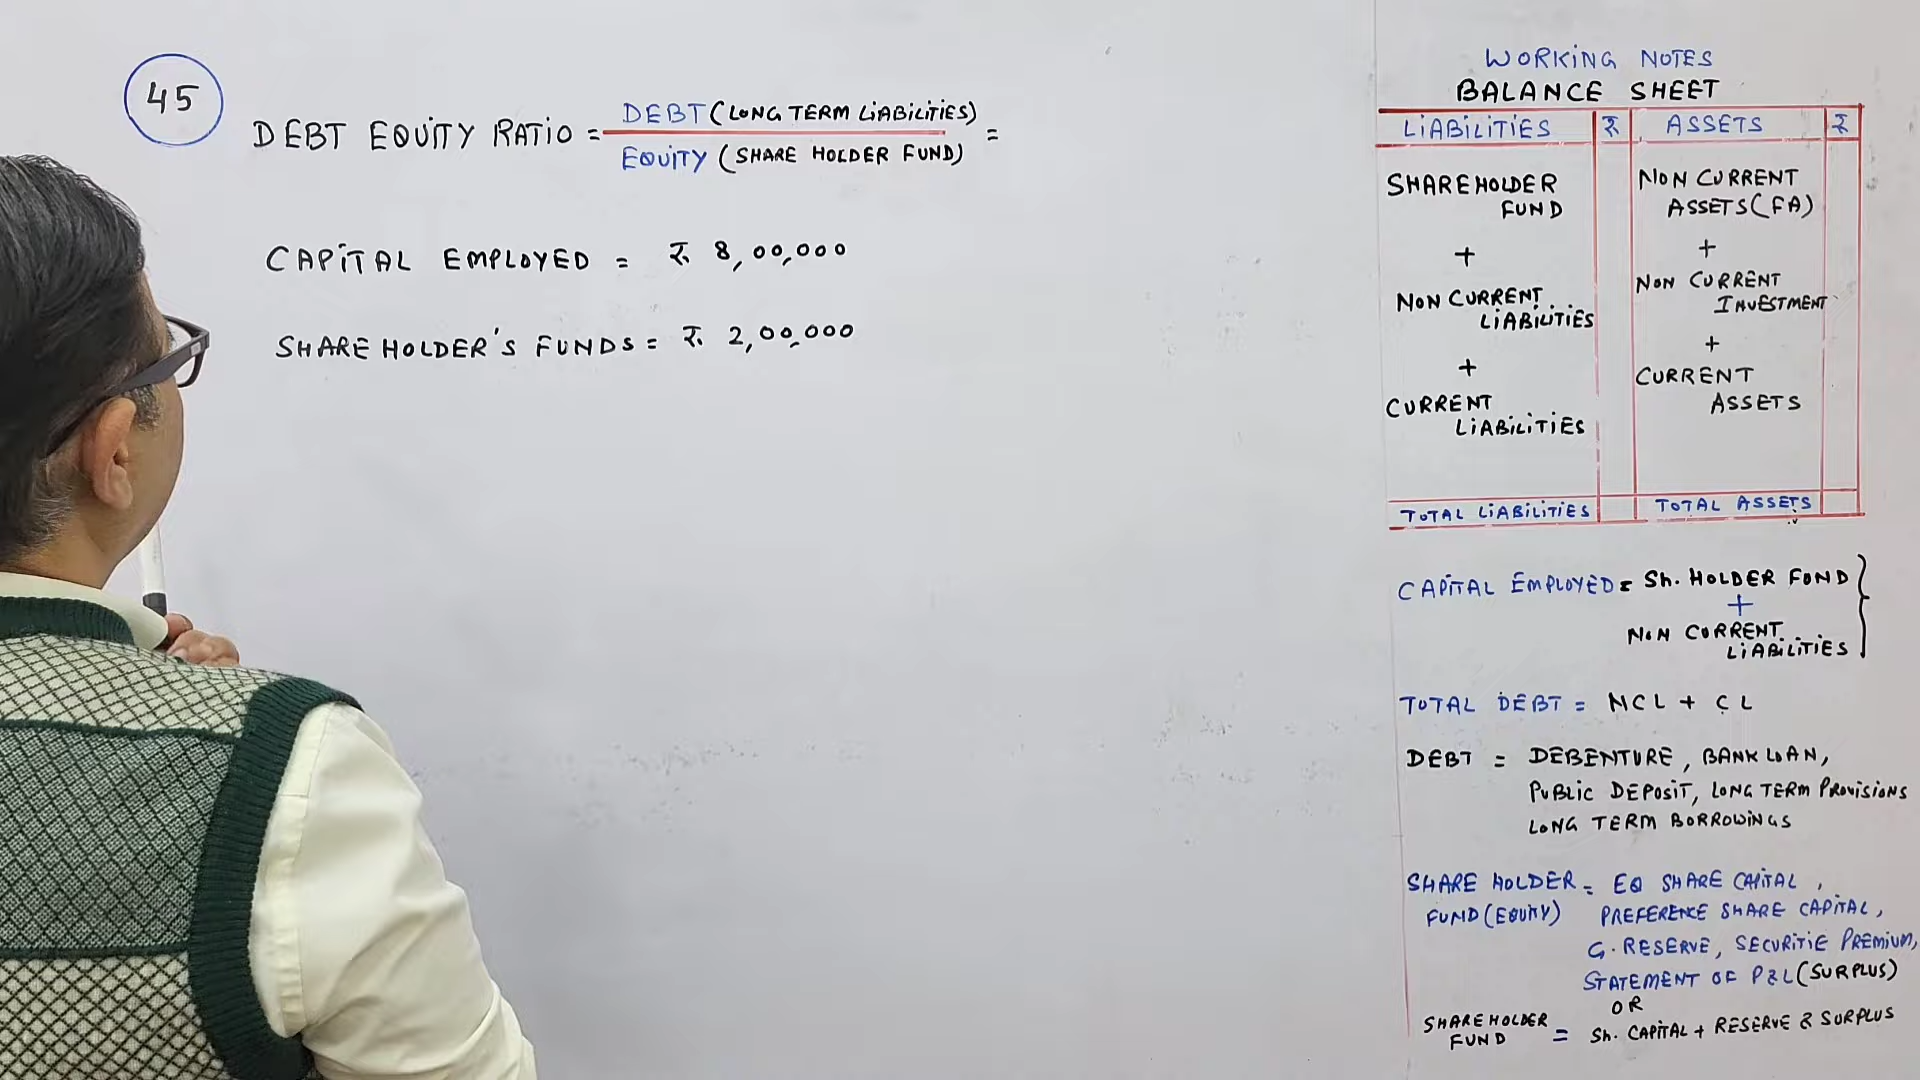 45
DEBT EQUITY RATIO = DEBT (LONG TERM LIABILITIES) =
EQUITY (SHARE HOLDER FUND)
CAPITAL EMPLOYED = ₹. 8,00,000
SHARE HOLDER'S FUNDS = ₹. 2,00,000
WORKING NOTES
BALANCE SHEET
LIABILITIES ₹ ASSETS ₹
SHAREHOLDER
FUND
+
NON CURRENT
LIABILITIES
+
CURRENT
LIABILITIES
TOTAL LIABILITIES
NON CURRENT
ASSETS (FA)
+
NON CURRENT
INVESTMENT
+
CURRENT
ASSETS
TOTAL ASSETS
CAPITAL EMPLOYED = Sh. HOLDER FUND
+
NON CURRENT
LIABILITIES
TOTAL DEBT = NCL + CL
DEBT = DEBENTURE, BANK LOAN,
PUBLIC DEPOSIT, LONG TERM PROVISIONS
LONG TERM BORROWINGS
SHARE HOLDER = EQ SHARE CAPITAL,
FUND (EQUITY) PREFERENCE SHARE CAPITAL,
G. RESERVE, SECURITIE PREMIUM,
STATEMENT OF P&L (SURPLUS)
OR
SHAREHOLDER
FUND = Sh. CAPITAL + RESERVE & SURPLUS